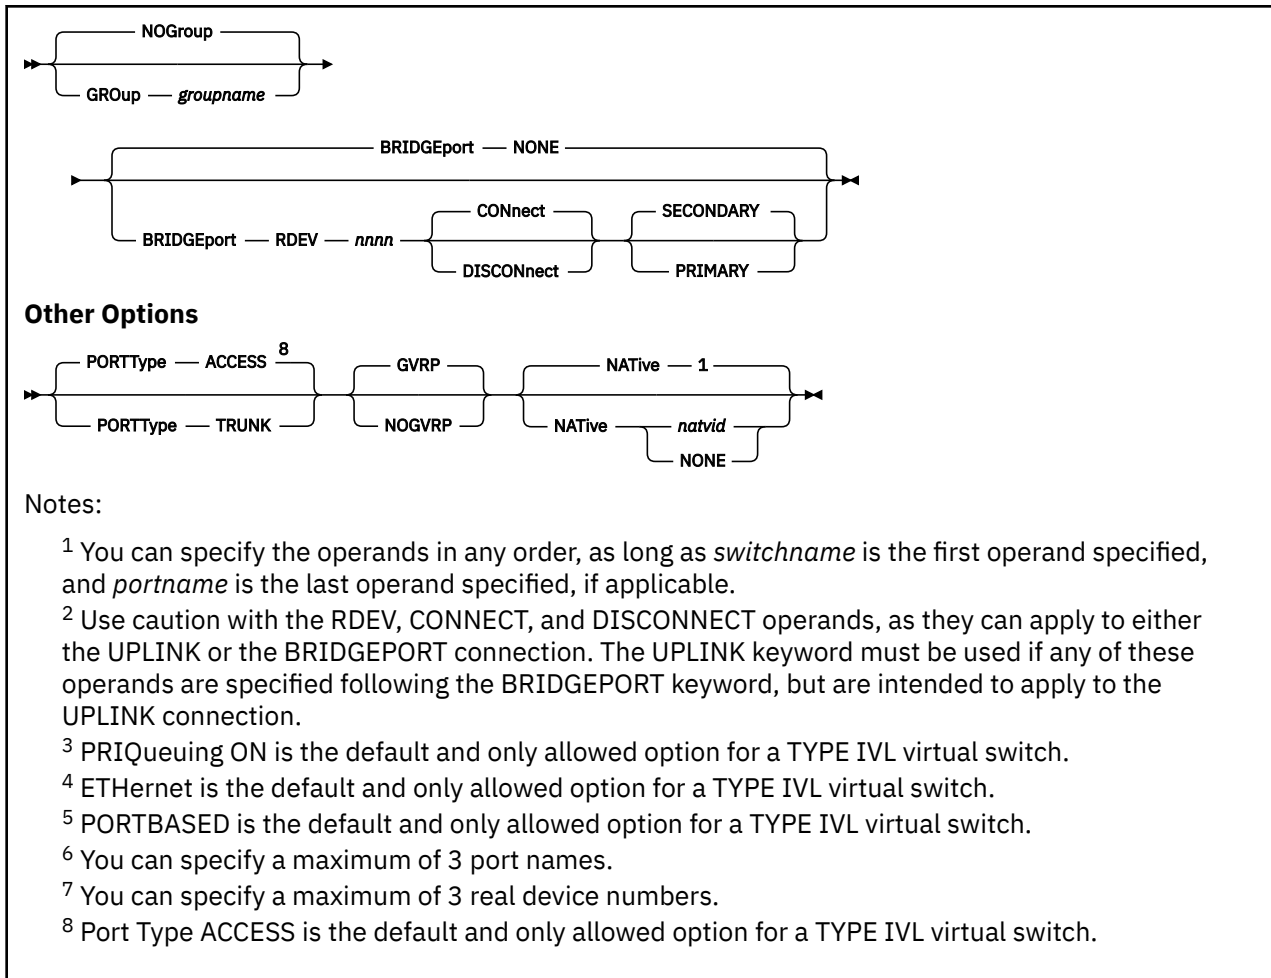 NOGroup
GROup groupname
BRIDGEport NONE
CONnect SECONDARY
BRIDGEport RDEV nnnn
DISCONnect PRIMARY
Other Options
PORTType ACCESS 8 GVRP NATive 1
PORTType TRUNK NOGVRP NATive natvid
NONE
Notes:
1 You can specify the operands in any order, as long as switchname is the first operand specified,
and portname is the last operand specified, if applicable.
2 Use caution with the RDEV, CONNECT, and DISCONNECT operands, as they can apply to either
the UPLINK or the BRIDGEPORT connection. The UPLINK keyword must be used if any of these
operands are specified following the BRIDGEPORT keyword, but are intended to apply to the
UPLINK connection.
3 PRIQueuing ON is the default and only allowed option for a TYPE IVL virtual switch.
4 ETHernet is the default and only allowed option for a TYPE IVL virtual switch.
5 PORTBASED is the default and only allowed option for a TYPE IVL virtual switch.
6 You can specify a maximum of 3 port names.
7 You can specify a maximum of 3 real device numbers.
8 Port Type ACCESS is the default and only allowed option for a TYPE IVL virtual switch.